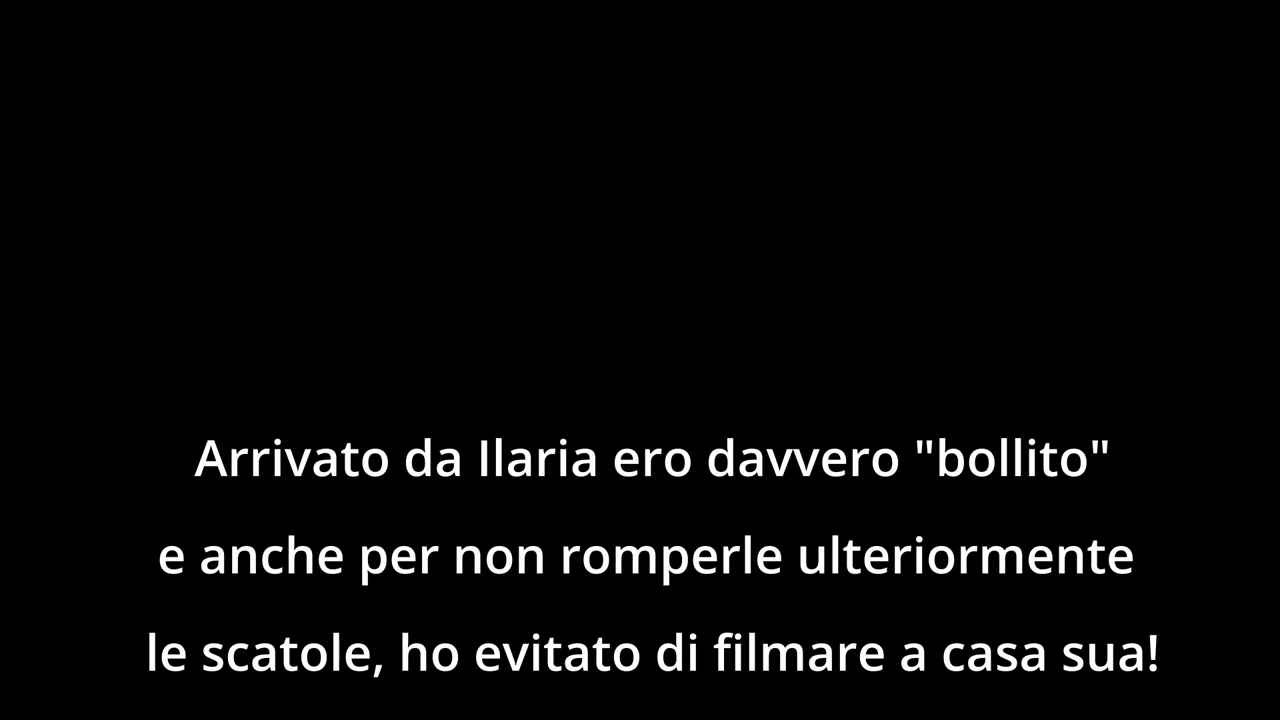 Arrivato da Ilaria ero davvero "bollito"
e anche per non romperle ulteriormente
le scatole, ho evitato di filmare a casa sua!